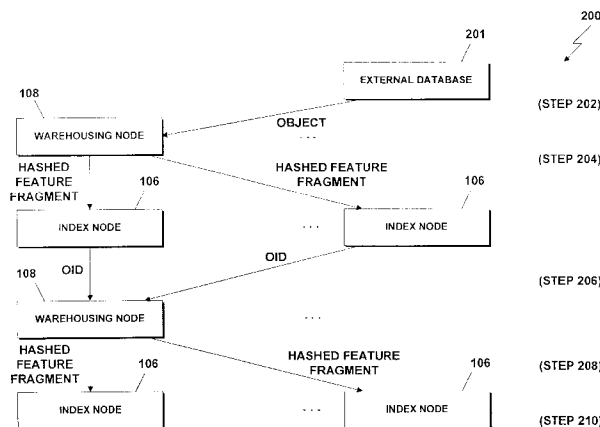 200
201
EXTERNAL DATABASE
108
(STEP 202)
OBJECT
WAREHOUSING NODE
...
(STEP 204)
HASHED
FEATURE
FRAGMENT
HASHED FEATURE
FRAGMENT
106
106
INDEX NODE
...
INDEX NODE
OID
OID
108
(STEP 206)
WAREHOUSING NODE
...
HASHED
FEATURE
FRAGMENT
HASHED FEATURE
FRAGMENT
(STEP 208)
106
106
INDEX NODE
...
INDEX NODE
(STEP 210)